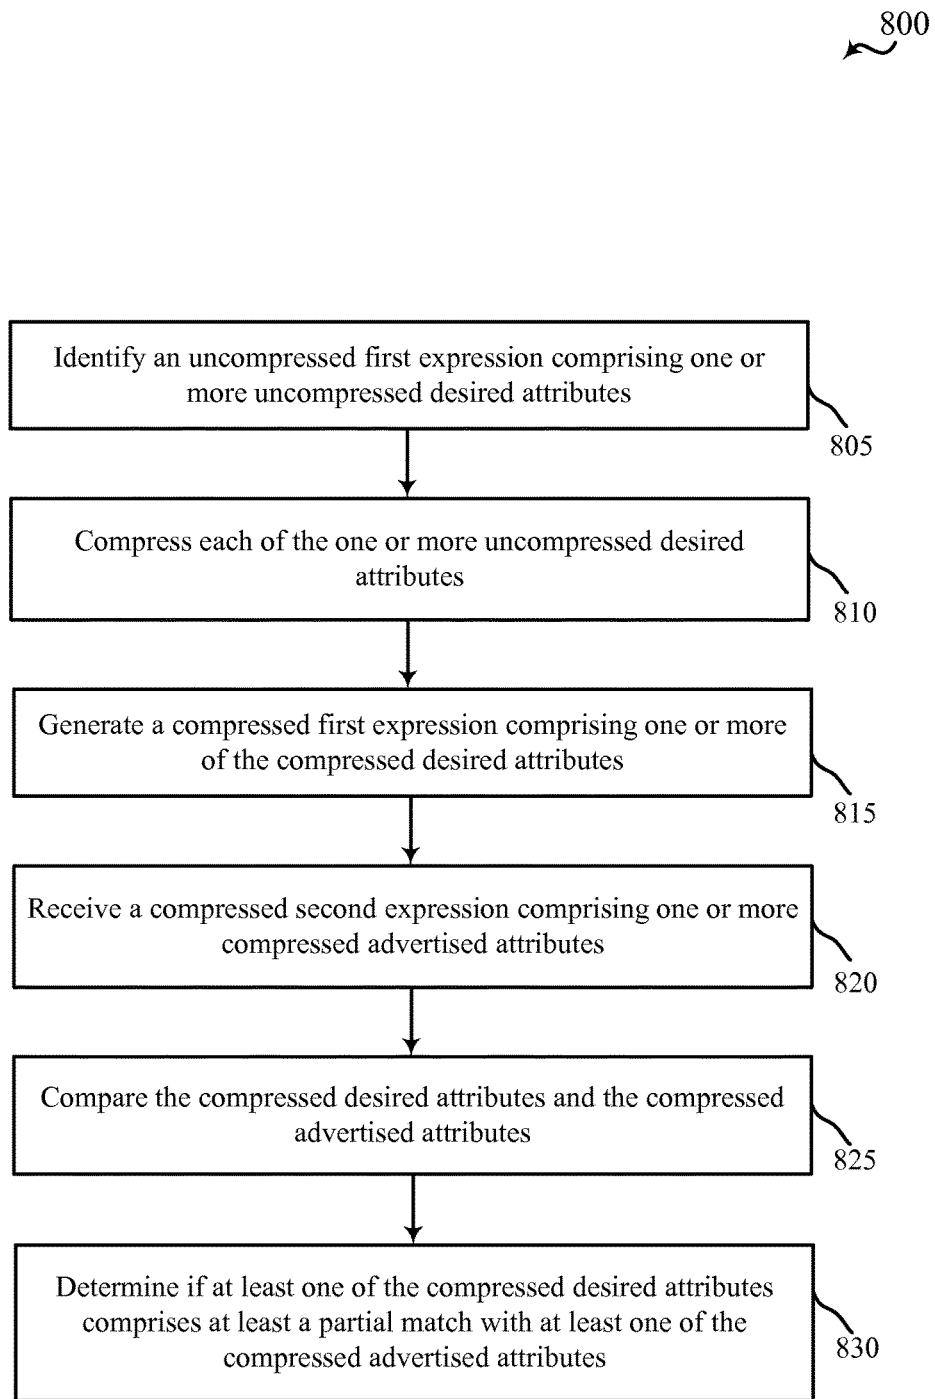 800
Identify an uncompressed first expression comprising one or
more uncompressed desired attributes
805
Compress each of the one or more uncompressed desired
attributes
810
Generate a compressed first expression comprising one or more
of the compressed desired attributes
815
Receive a compressed second expression comprising one or more
compressed advertised attributes
820
Compare the compressed desired attributes and the compressed
advertised attributes
825
Determine if at least one of the compressed desired attributes
comprises at least a partial match with at least one of the
compressed advertised attributes
830